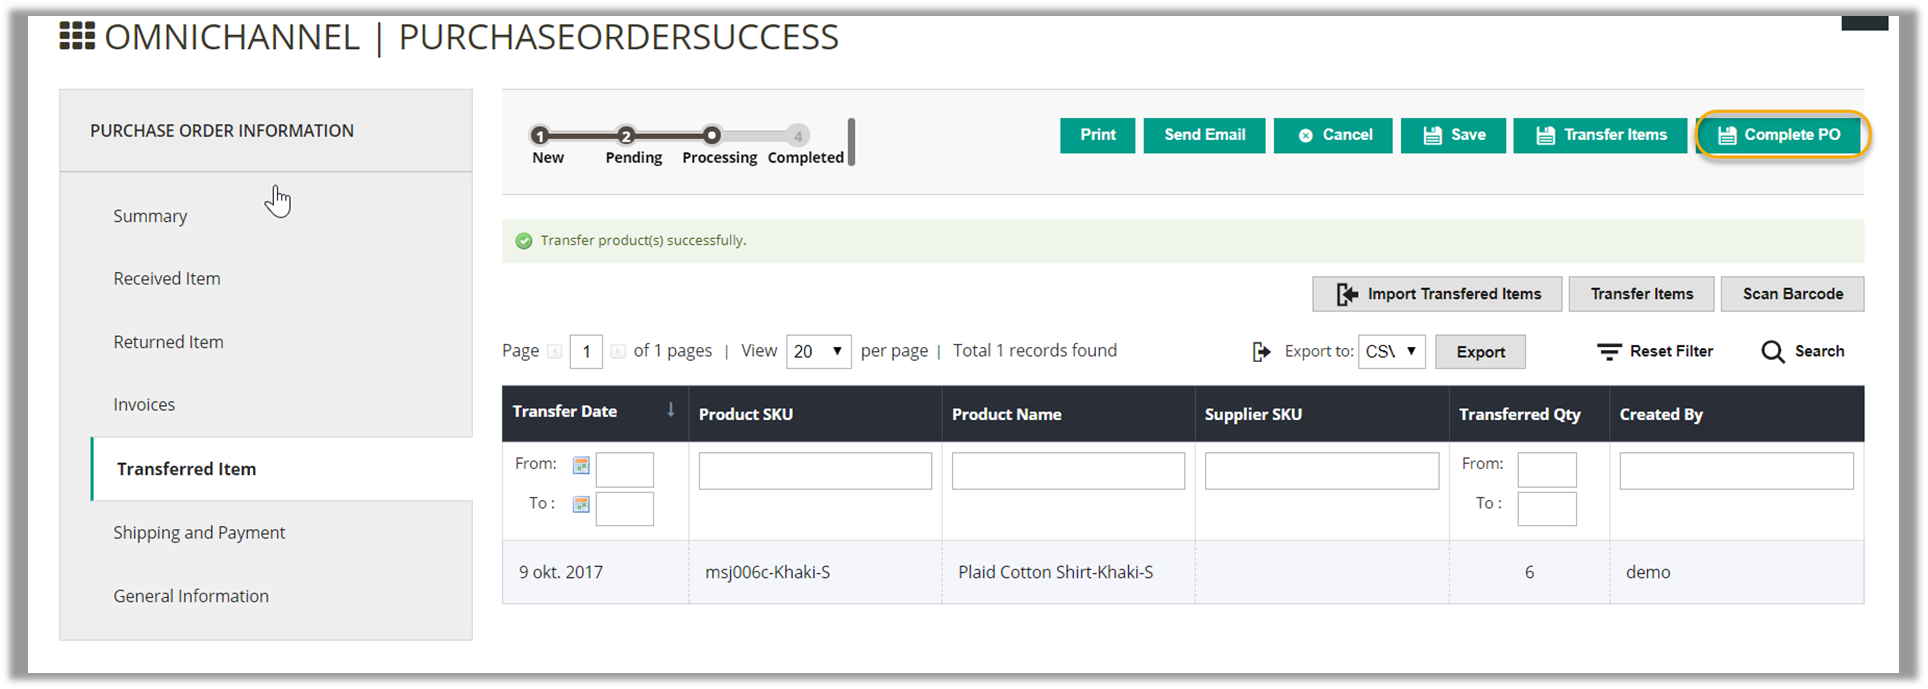 OMNICHANNEL | PURCHASEORDERSUCCESS
PURCHASE ORDER INFORMATION
Summary
Received Item
Returned Item
Invoices
Transferred Item
Shipping and Payment
General Information
1 2 4
New Pending Processing Completed
Print Send Email Cancel Save Transfer Items Complete PO
Transfer product(s) successfully.
Import Transfered Items Transfer Items Scan Barcode
Page 1 of 1 pages | View 20 per page | Total 1 records found Export to: CSV Export Reset Filter Search
Transfer Date Product SKU Product Name Supplier SKU Transferred Qty Created By
From: From:
To : To :
9 okt. 2017 msj006c-Khaki-S Plaid Cotton Shirt-Khaki-S 6 demo